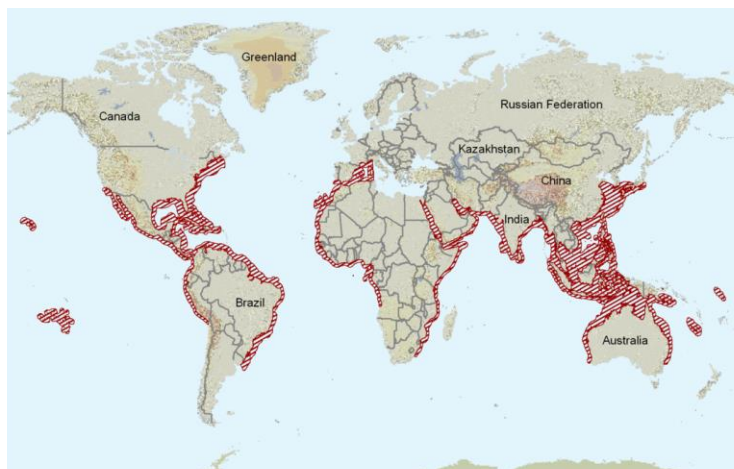 Greenland
Canada
Russian Federation
Kazakhstan
China
India
Brazil
Australia